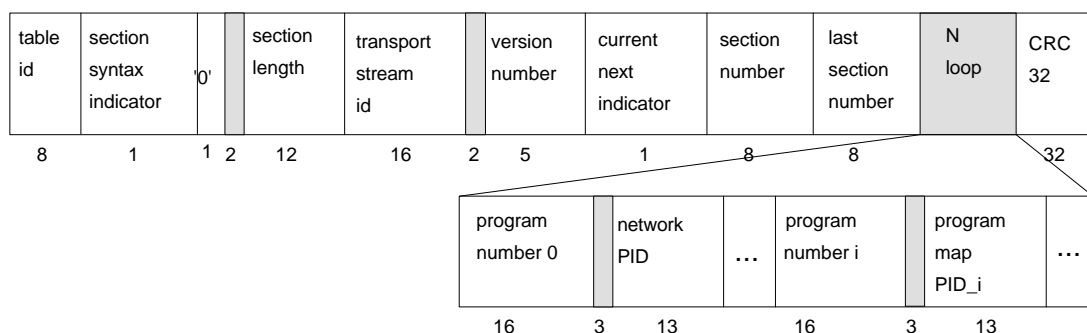 table
id
section
syntax
indicator
'0'
section
length
transport
stream
id
version
number
current
next
indicator
section
number
last
section
number
N
loop
CRC
32
8 1 1 2 12 16 2 5 1 8 8 32
program
number 0
network
PID
...
program
number i
program
map
PID_i
...
16 3 13 16 3 13